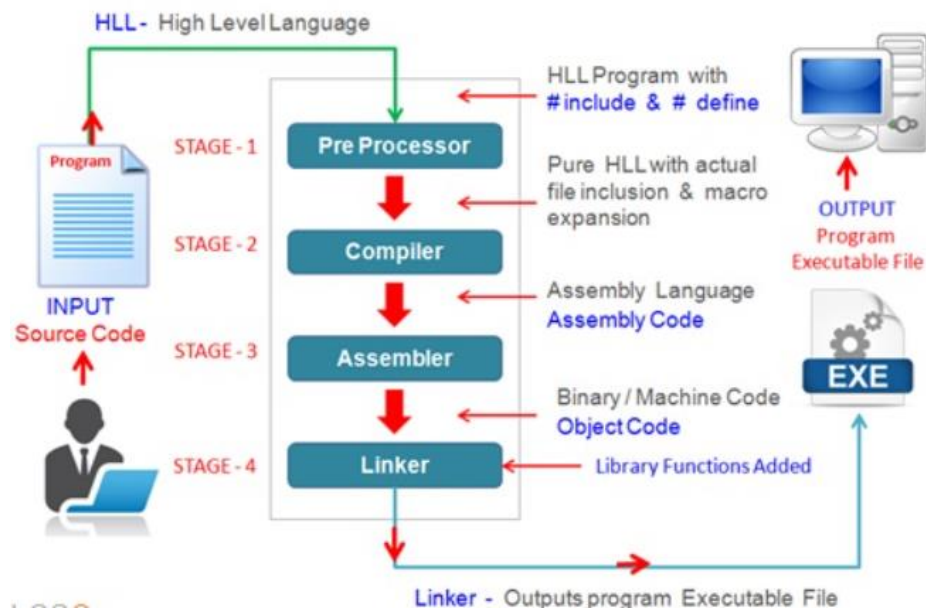 HLL - High Level Language
HLL Program with
# include & # define
Program
STAGE - 1
Pre Processor
Pure HLL with actual
file inclusion & macro
expansion
OUTPUT
Program
Executable File
STAGE - 2
Compiler
INPUT
Source Code
Assembly Language
Assembly Code
STAGE - 3
Assembler
EXE
Binary / Machine Code
Object Code
STAGE - 4
Linker
Library Functions Added
Linker - Outputs program Executable File